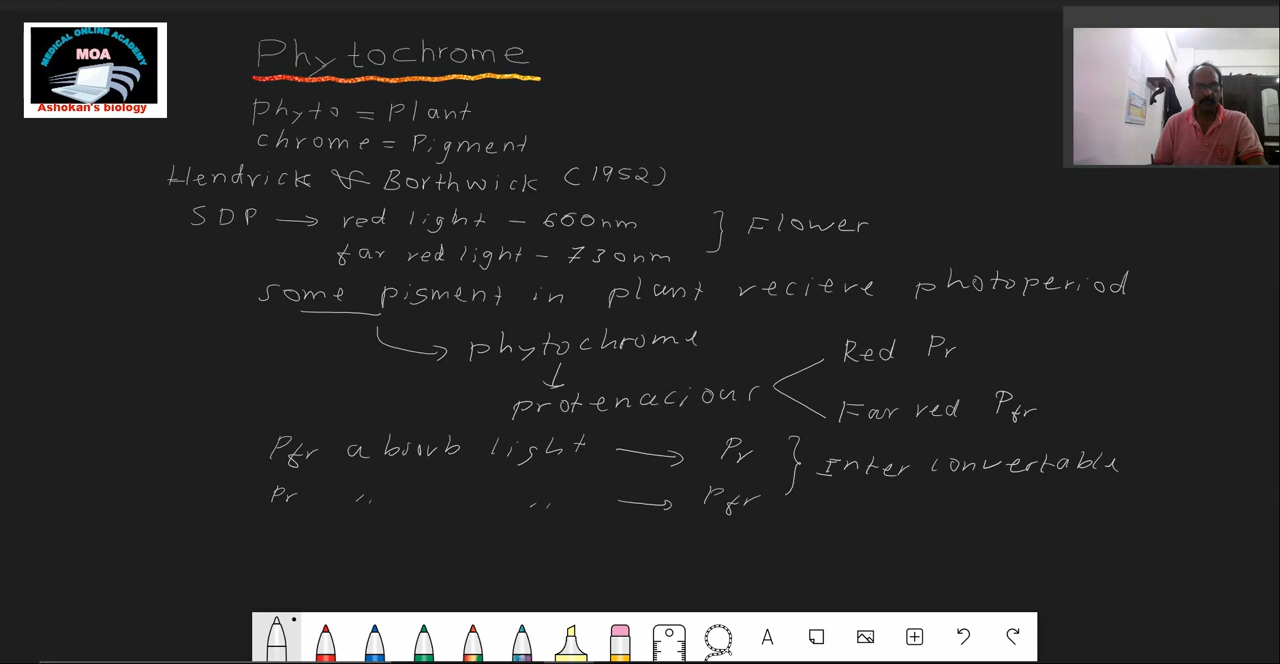 MEDICAL ONLINE ACADEMY
MOA
Ashokan's biology
Phytochrome
Phyto = Plant
Chrome = Pigment
Hendrick & Borthwick (1952)
SDP → red light - 660nm
far red light - 730nm } Flower
Some pigment in plant recieve photoperiod
phytochrome
Red Pr
protenacious
Far red Pfr
Pfr absorb light → Pr
Pr " " → Pfr } Inter convertable
A